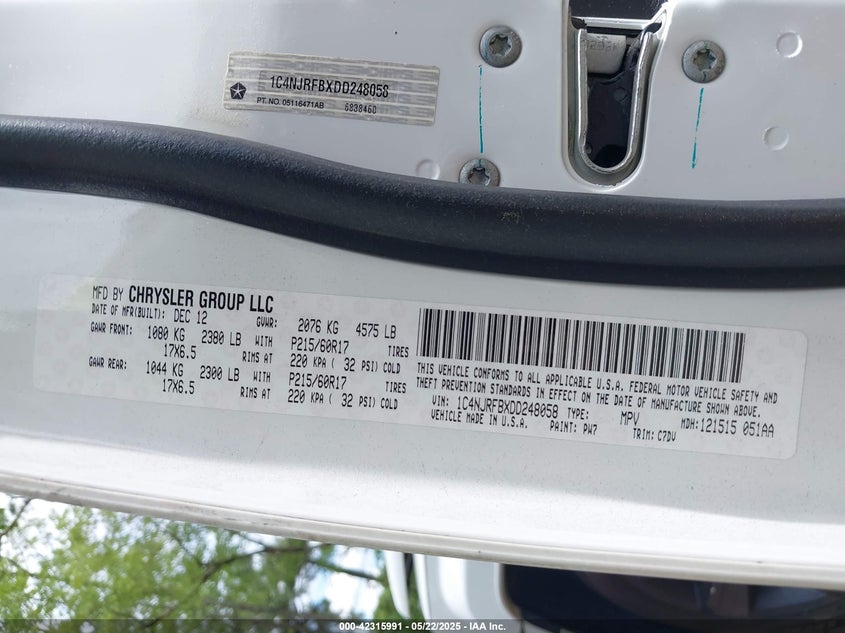 1C4NJRFBXDD248058
PT. NO. 05116471AB 6838460
MFD BY CHRYSLER GROUP LLC
DATE OF MFR(BUILT): DEC 12 GVWR: 2076 KG 4575 LB
GAWR FRONT: 1080 KG 2380 LB WITH P215/60R17 TIRES
17X6.5 RIMS AT 220 KPA ( 32 PSI) COLD
GAWR REAR: 1044 KG 2300 LB WITH P215/60R17 TIRES
17X6.5 RIMS AT 220 KPA ( 32 PSI) COLD
THIS VEHICLE CONFORMS TO ALL APPLICABLE U.S.A. FEDERAL MOTOR VEHICLE SAFETY AND
THEFT PREVENTION STANDARDS IN EFFECT ON THE DATE OF MANUFACTURE SHOWN ABOVE.
VIN: 1C4NJRFBXDD248058 TYPE: MPV MDH: 121515 051AA
VEHICLE MADE IN U.S.A. PAINT: PW7 TRIM: C7DV
000-42315991 — 05/22/2025 — IAA Inc.